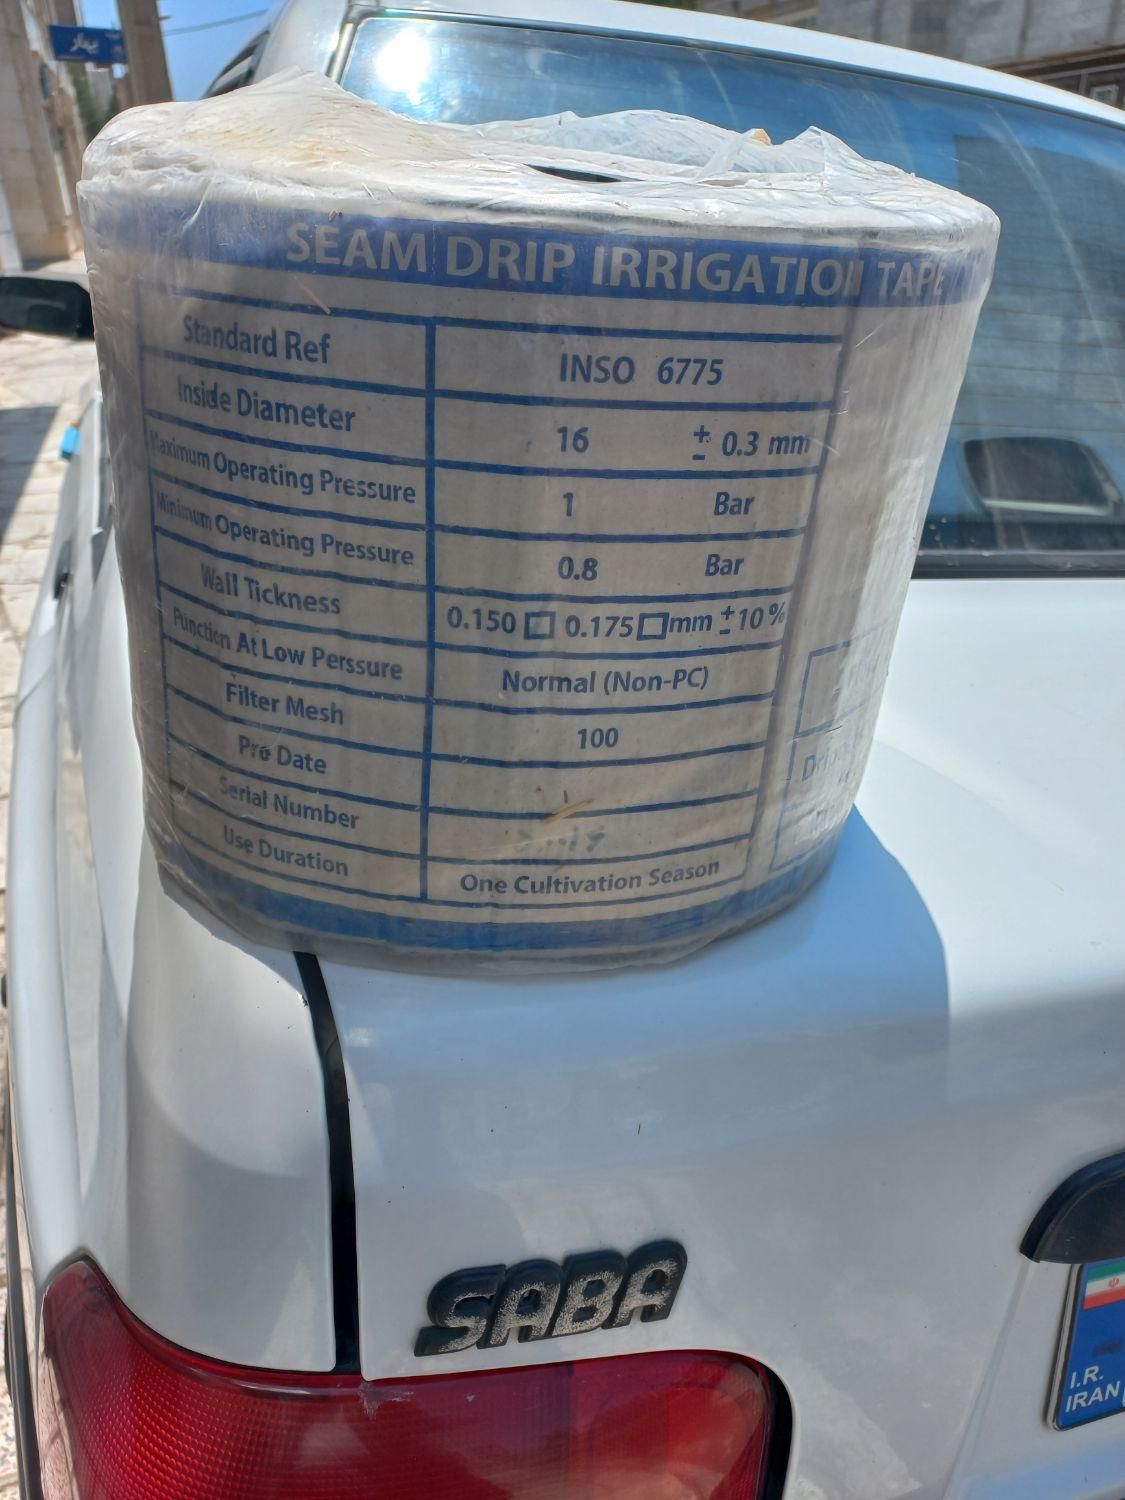 SEAM DRIP IRRIGATION TAPE
Standard Ref INSO 6775
Inside Diameter 16 ± 0.3 mm
Maximum Operating Pressure 1 Bar
Minimum Operating Pressure 0.8 Bar
Wall Tickness 0.150 □ 0.175 □ mm ± 10 %
Function At Low Perssure Normal (Non-PC)
Filter Mesh 100
Pro Date
Serial Number
Use Duration One Cultivation Season
SABA
I.R.
IRAN